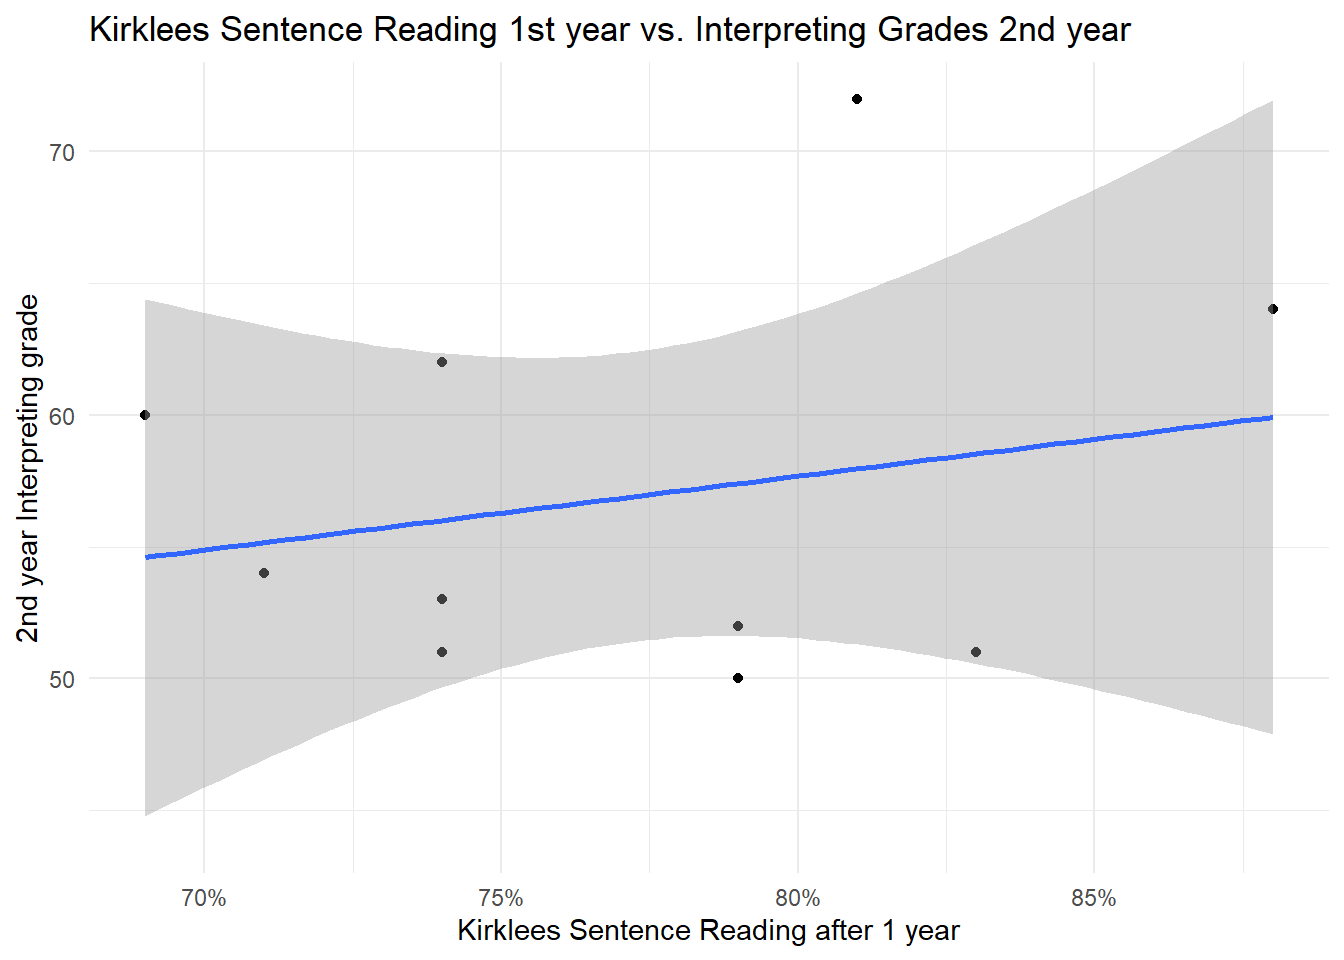 Kirklees Sentence Reading 1st year vs. Interpreting Grades 2nd year
2nd year Interpreting grade
70
60
50
70%
75%
80%
85%
Kirklees Sentence Reading after 1 year